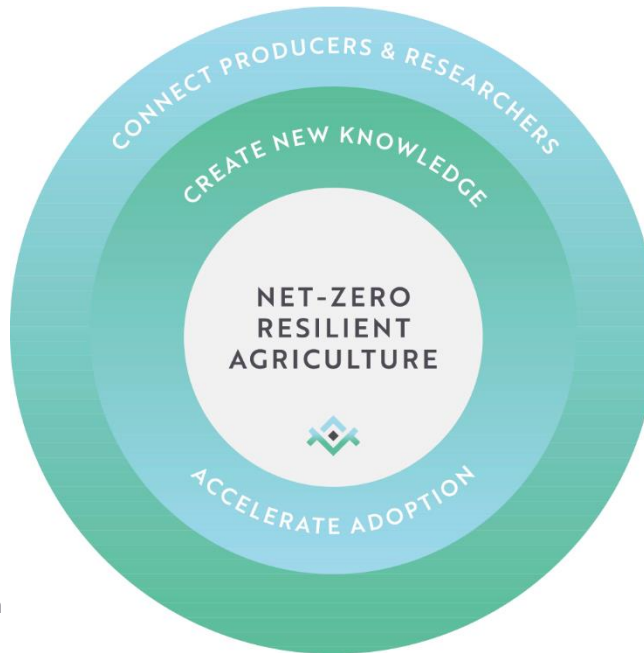 CONNECT PRODUCERS & RESEARCHERS
CREATE NEW KNOWLEDGE
NET-ZERO
RESILIENT
AGRICULTURE
ACCELERATE ADOPTION